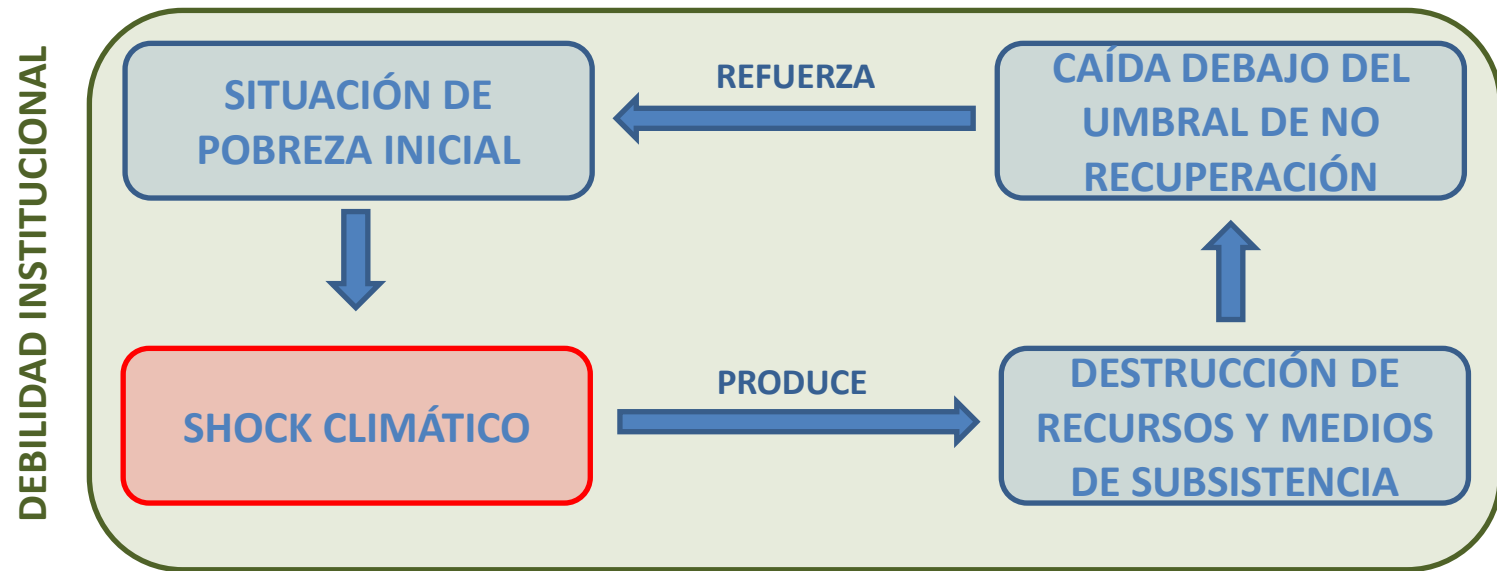 DEBILIDAD INSTITUCIONAL
SITUACIÓN DE
POBREZA INICIAL
REFUERZA
CAÍDA DEBAJO DEL
UMBRAL DE NO
RECUPERACIÓN
SHOCK CLIMÁTICO
PRODUCE
DESTRUCCIÓN DE
RECURSOS Y MEDIOS
DE SUBSISTENCIA